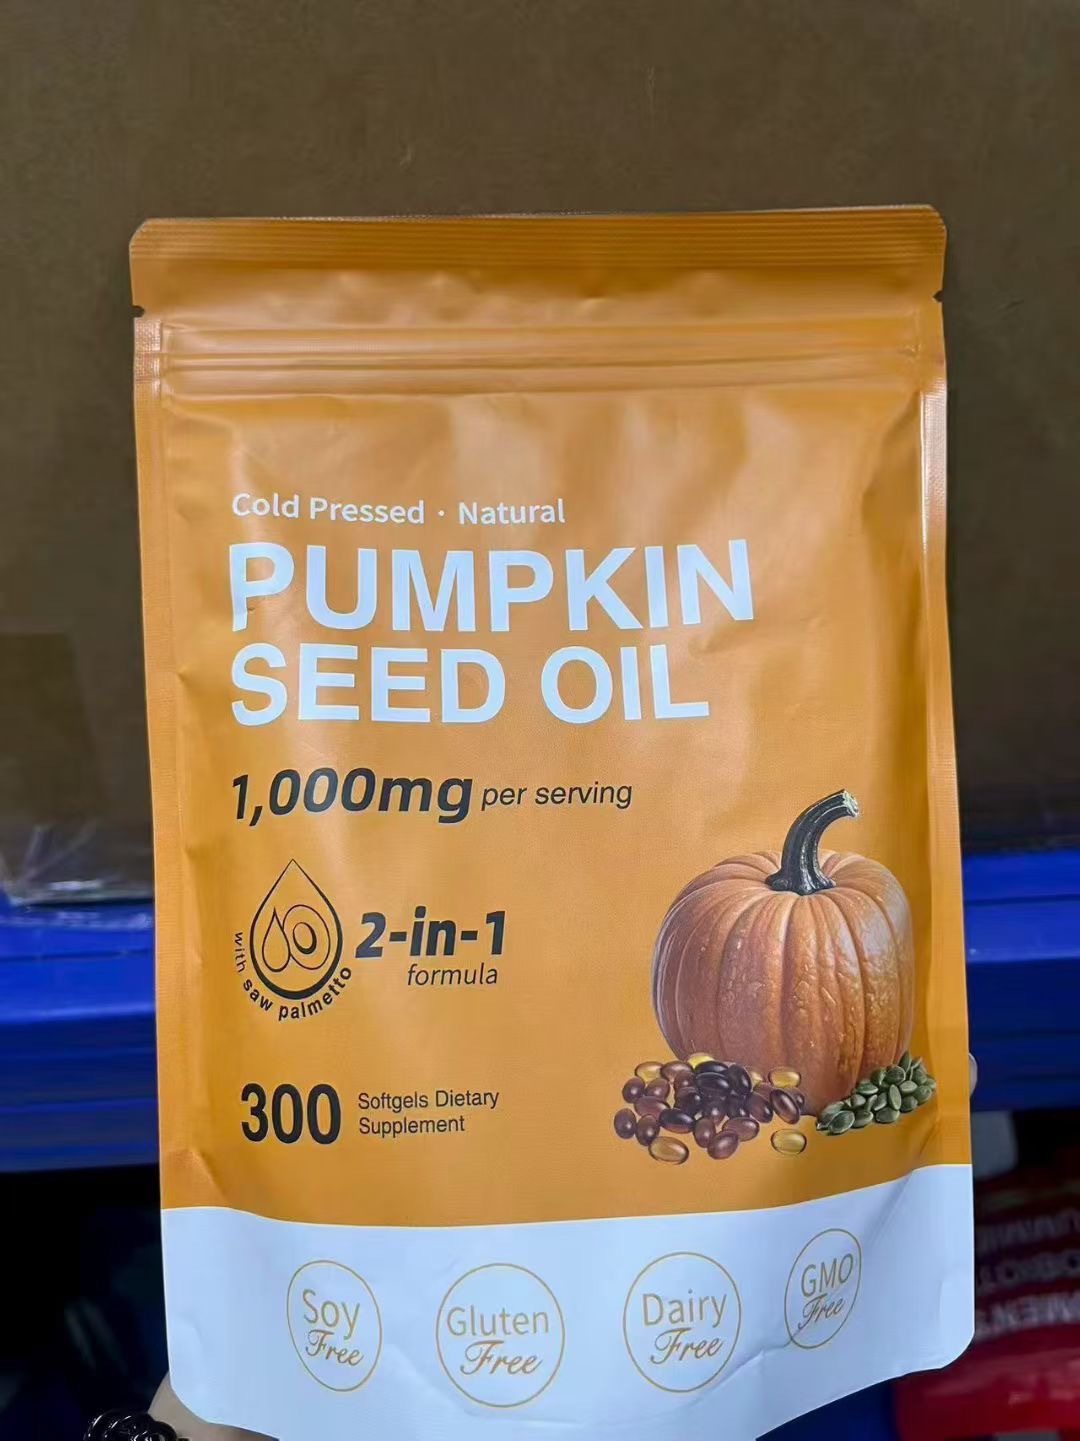 Cold Pressed · Natural
PUMPKIN
SEED OIL
1,000mg per serving
with saw palmetto
2-in-1
formula
300
Softgels Dietary
Supplement
Soy
Free
Gluten
Free
Dairy
Free
GMO
Free